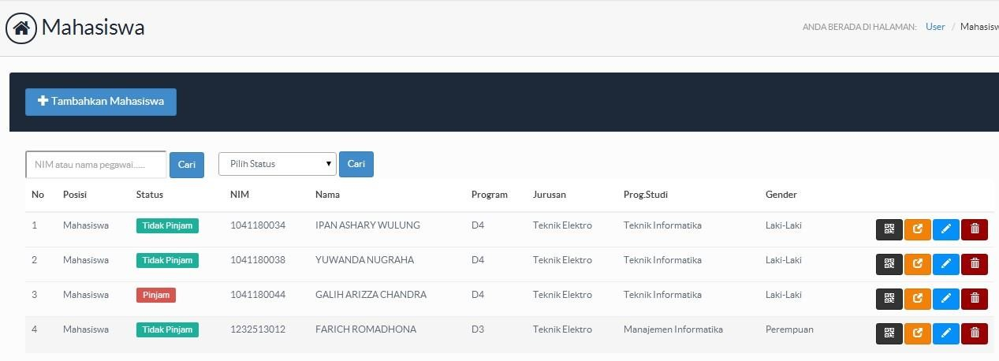 Mahasiswa
ANDA BERADA DI HALAMAN: User / Mahasisw
Tambahkan Mahasiswa
NIM atau nama pegawai..... Cari Pilih Status Cari
No Posisi Status NIM Nama Program Jurusan Prog.Studi Gender
1 Mahasiswa Tidak Pinjam 1041180034 IPAN ASHARY WULUNG D4 Teknik Elektro Teknik Informatika Laki-Laki
2 Mahasiswa Tidak Pinjam 1041180038 YUWANDA NUGRAHA D4 Teknik Elektro Teknik Informatika Laki-Laki
3 Mahasiswa Pinjam 1041180044 GALIH ARIZZA CHANDRA D4 Teknik Elektro Teknik Informatika Laki-Laki
4 Mahasiswa Tidak Pinjam 1232513012 FARICH ROMADHONA D3 Teknik Elektro Manajemen Informatika Perempuan